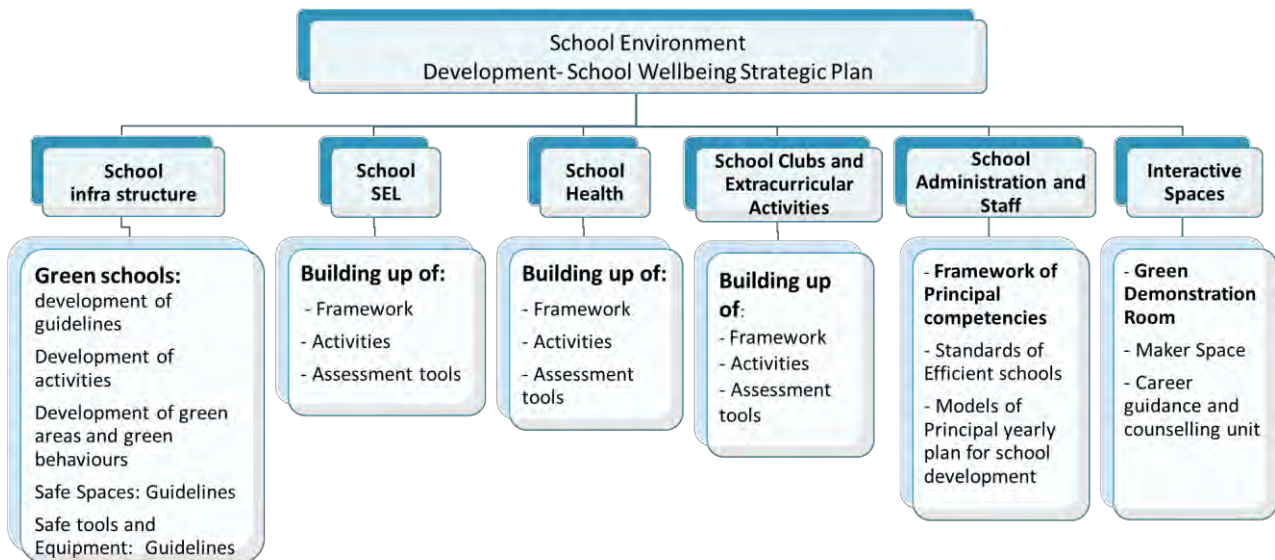 School Environment
Development- School Wellbeing Strategic Plan
School
infra structure
Green schools:
development of
guidelines
Development of
activities
Development of green
areas and green
behaviours
Safe Spaces: Guidelines
Safe tools and
Equipment: Guidelines
School
SEL
Building up of:
- Framework
- Activities
- Assessment tools
School
Health
Building up of:
- Framework
- Activities
- Assessment
tools
School Clubs and
Extracurricular
Activities
Building up
of:
- Framework
- Activities
- Assessment
tools
School
Administration and
Staff
- Framework of
Principal
competencies
- Standards of
Efficient schools
- Models of
Principal yearly
plan for school
development
Interactive
Spaces
- Green
Demonstration
Room
- Maker Space
- Career
guidance and
counselling unit